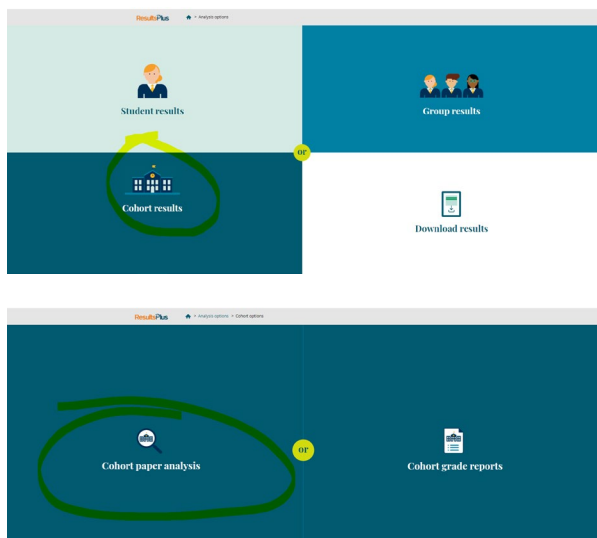 ResultsPlus > Analysis options
Student results
Group results
or
Cohort results
Download results
ResultsPlus > Analysis options > Cohort options
or
Cohort paper analysis
Cohort grade reports